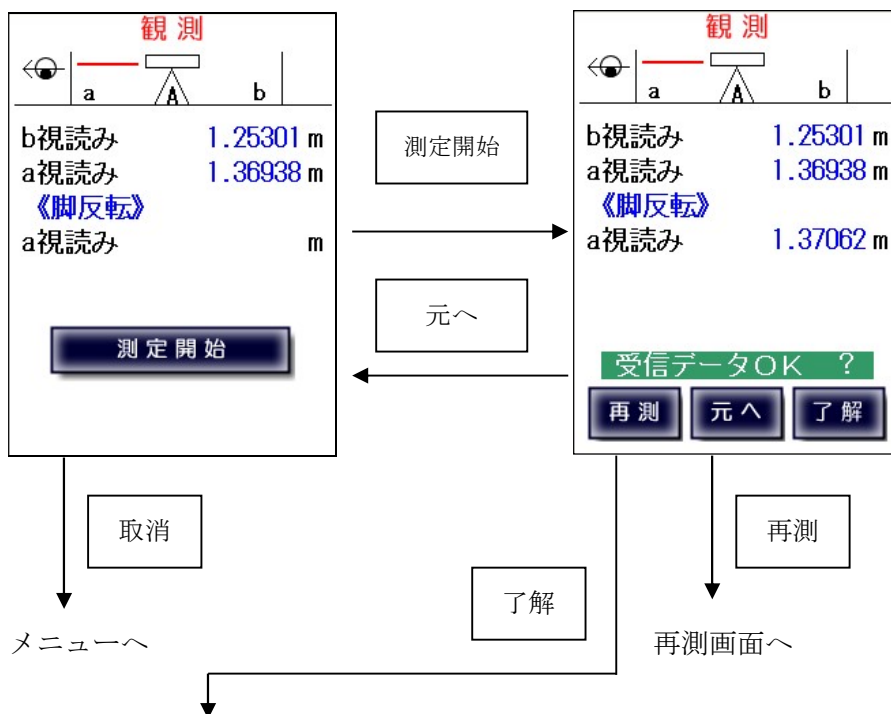 観測
a A b
b視読み 1.25301 m
a視読み 1.36938 m
《脚反転》
a視読み m
測定開始
測定開始
元へ
観測
a A b
b視読み 1.25301 m
a視読み 1.36938 m
《脚反転》
a視読み 1.37062 m
受信データOK ?
再測 元へ 了解
取消
メニューへ
了解
再測
再測画面へ